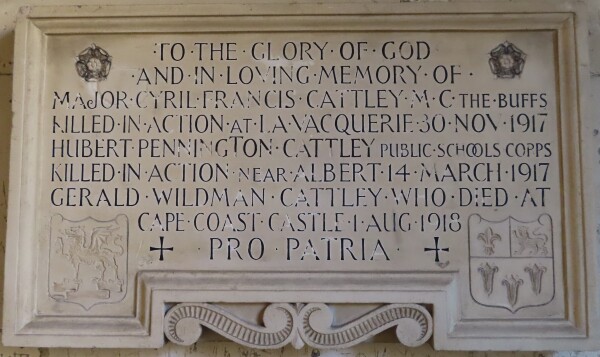 ·TO·THE·GLORY·OF·GOD
·AND·IN·LOVING·MEMORY·OF·
MAJOR·CYRIL·FRANCIS·CATTLEY·M·C·THE·BUFFS
KILLED·IN·ACTION·AT·LA·VACQUERIE·30·NOV·1917
HUBERT·PENNINGTON·CATTLEY PUBLIC·SCHOOLS COPPS
KILLED·IN·ACTION·NEAR·ALBERT·14·MARCH·1917
GERALD·WILDMAN·CATTLEY·WHO·DIED·AT
CAPE·COAST·CASTLE·1·AUG·1918
·PRO·PATRIA·